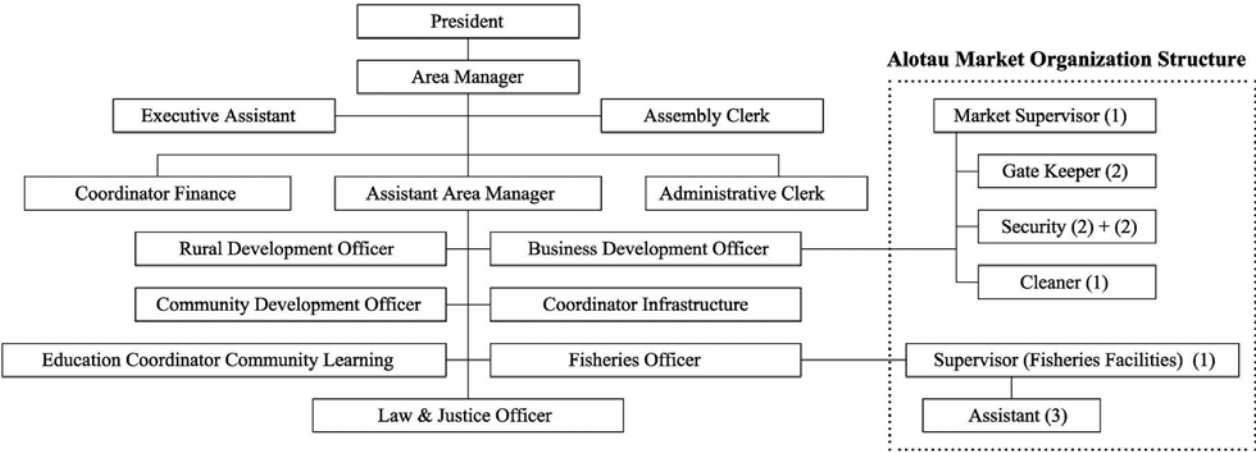 President
Area Manager
Executive Assistant
Assembly Clerk
Coordinator Finance
Assistant Area Manager
Administrative Clerk
Rural Development Officer
Business Development Officer
Community Development Officer
Coordinator Infrastructure
Education Coordinator Community Learning
Fisheries Officer
Law & Justice Officer
Alotau Market Organization Structure
Market Supervisor (1)
Gate Keeper (2)
Security (2) + (2)
Cleaner (1)
Supervisor (Fisheries Facilities) (1)
Assistant (3)